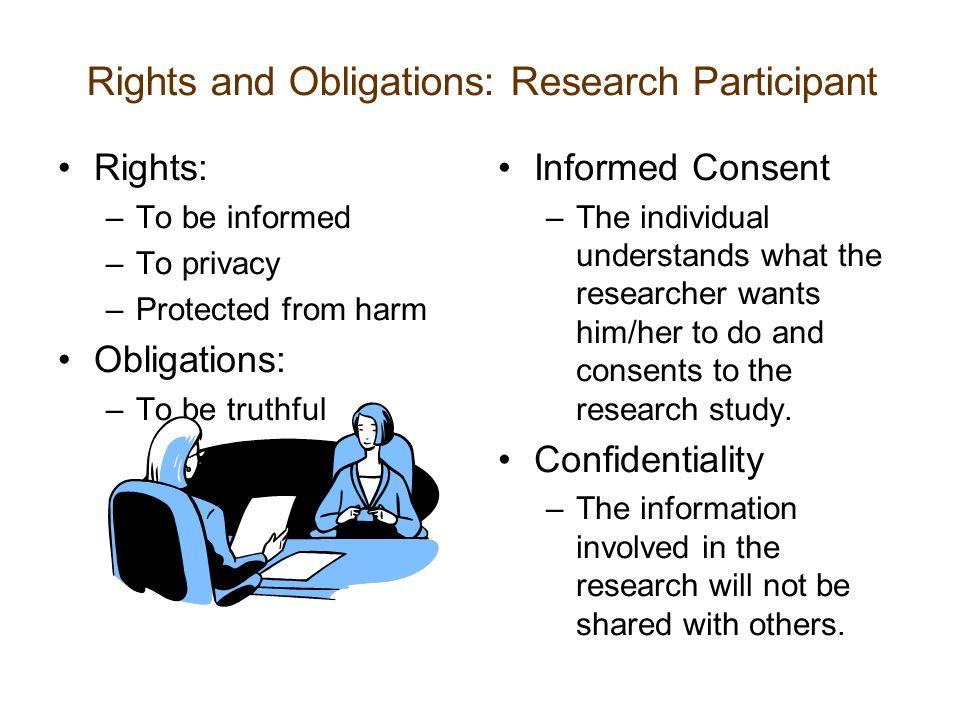 Rights and Obligations: Research Participant
• Rights:
– To be informed
– To privacy
– Protected from harm
• Obligations:
– To be truthful
• Informed Consent
– The individual
understands what the
researcher wants
him/her to do and
consents to the
research study.
• Confidentiality
– The information
involved in the
research will not be
shared with others.